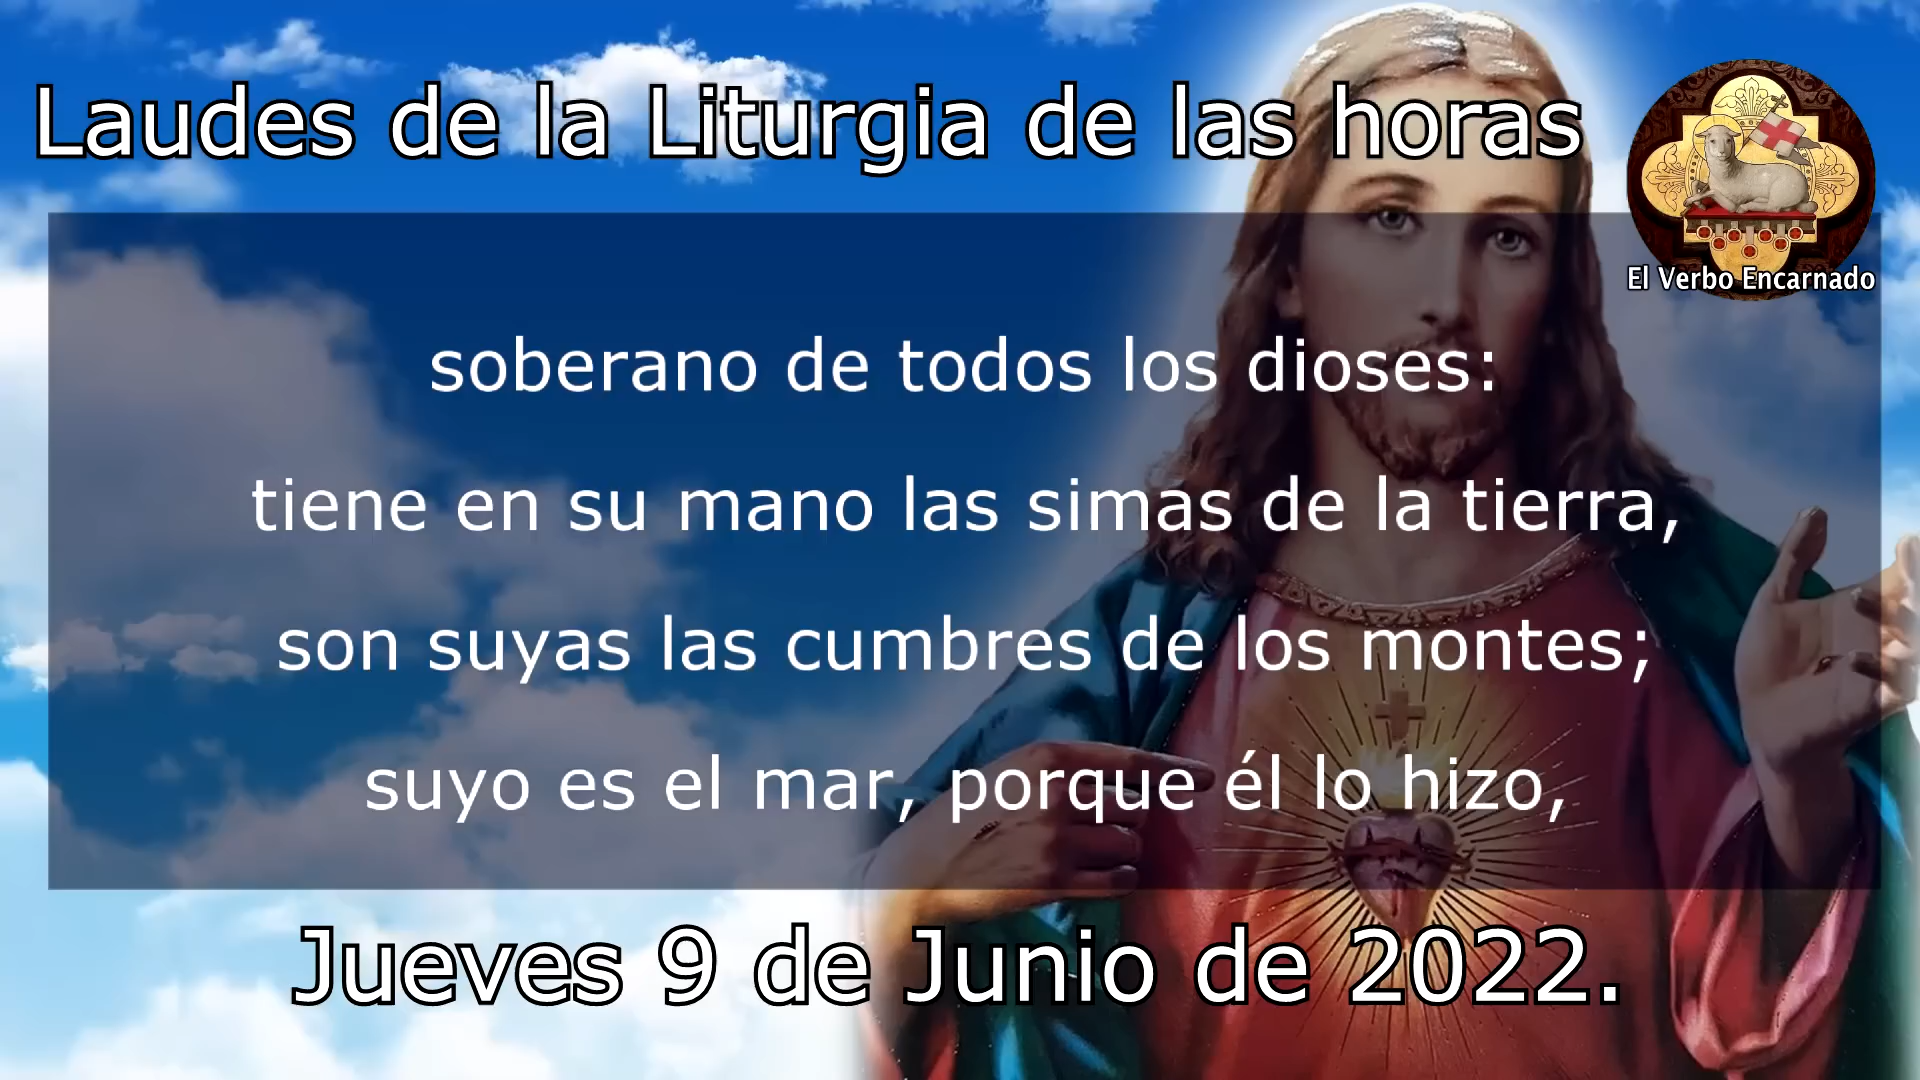 Laudes de la Liturgia de las horas
El Verbo Encarnado
soberano de todos los dioses:
tiene en su mano las simas de la tierra,
son suyas las cumbres de los montes;
suyo es el mar, porque él lo hizo,
Jueves 9 de Junio de 2022.